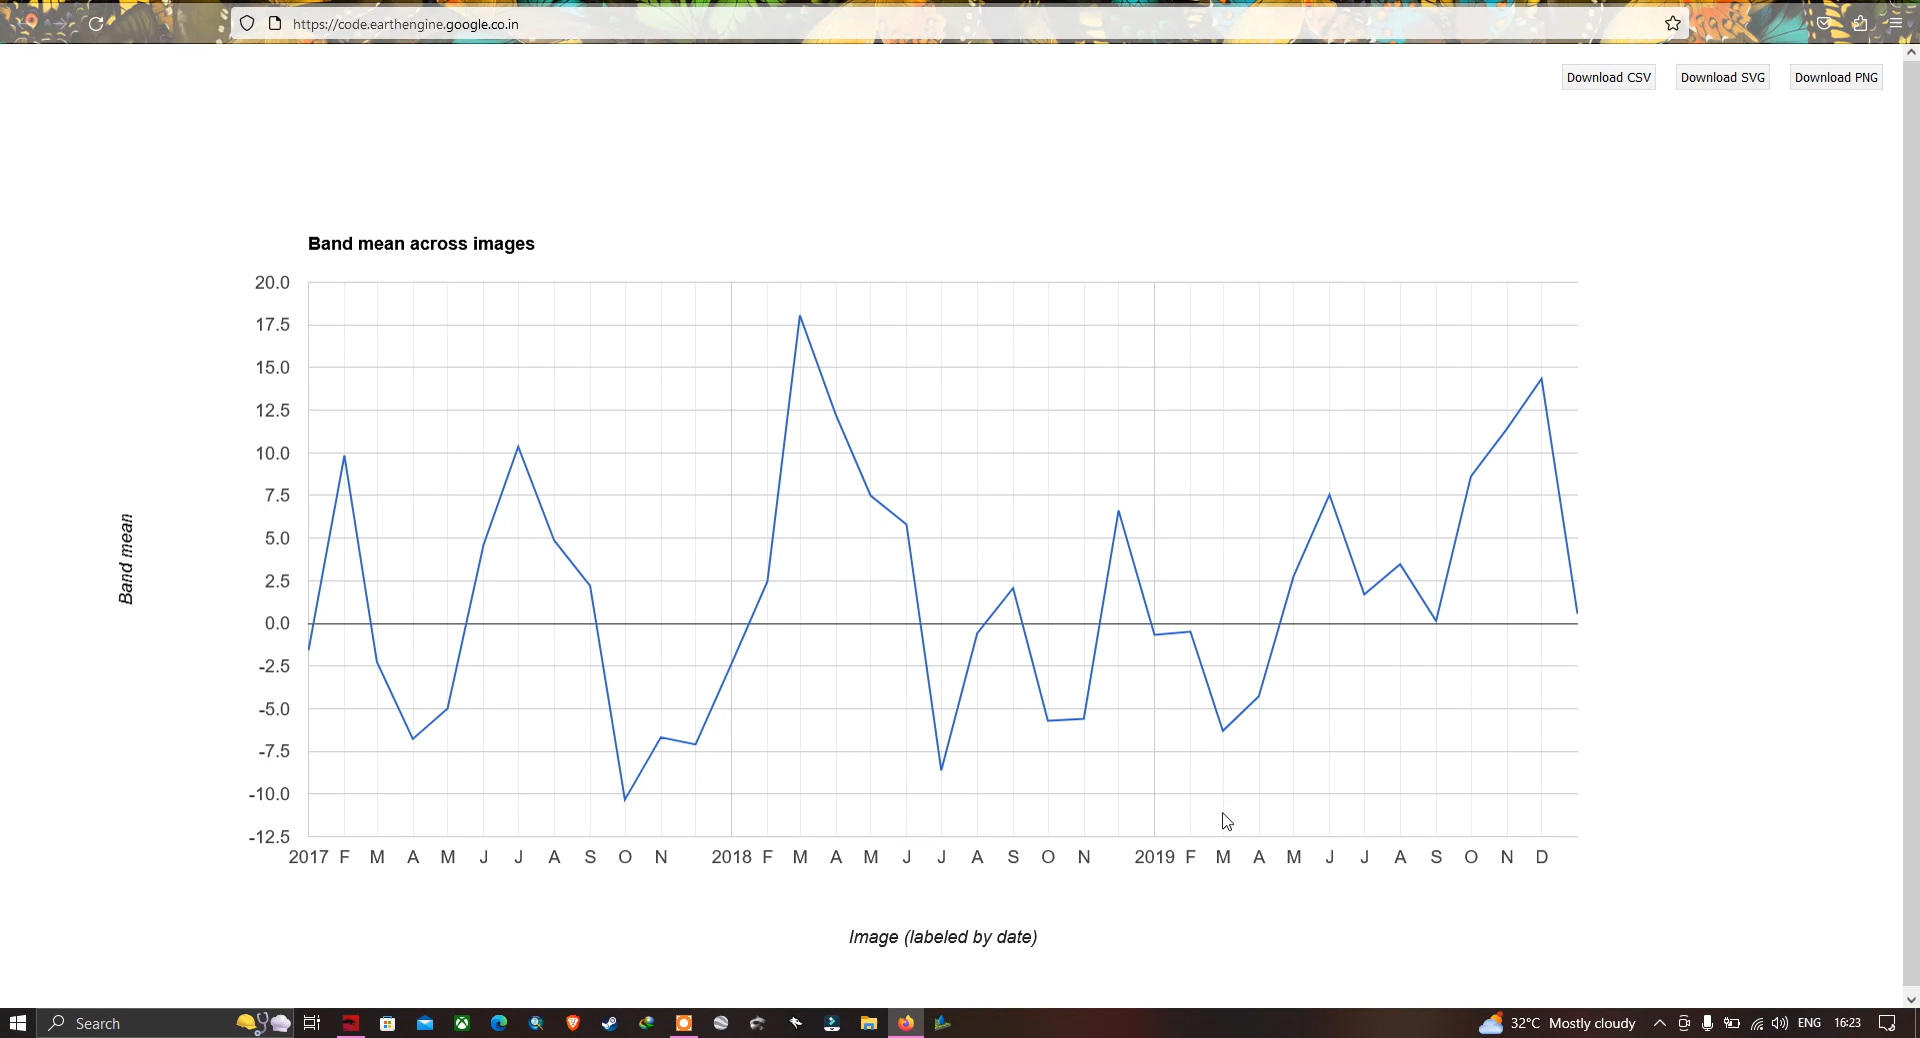 https://code.earthengine.google.co.in
Download CSV Download SVG Download PNG
Band mean across images
20.0
17.5
15.0
12.5
10.0
7.5
5.0
2.5
0.0
-2.5
-5.0
-7.5
-10.0
-12.5
Band mean
2017 F M A M J J A S O N 2018 F M A M J J A S O N 2019 F M A M J J A S O N D
Image (labeled by date)
Search 32°C Mostly cloudy ENG 16:23